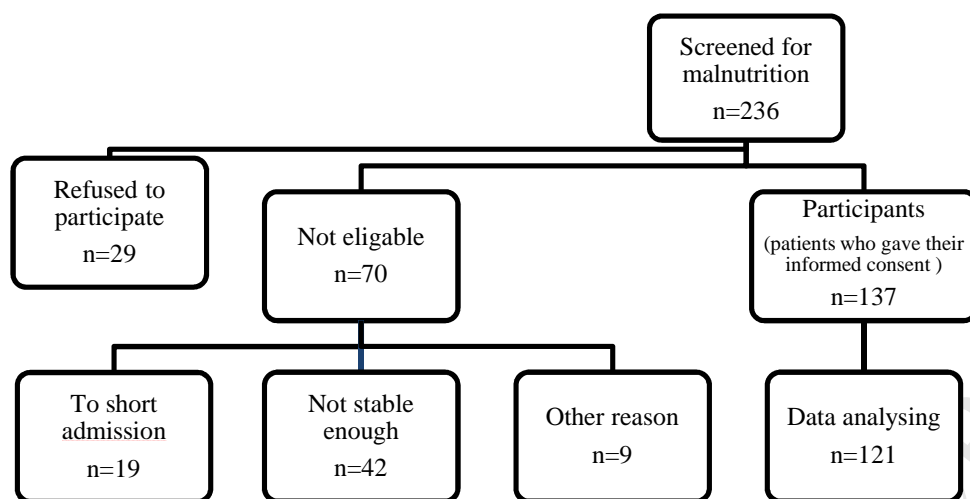 Screened for
malnutrition
n=236
Refused to
participate
n=29
Not eligable
n=70
Participants
(patients who gave their
informed consent )
n=137
To short
admission
n=19
Not stable
enough
n=42
Other reason
n=9
Data analysing
n=121